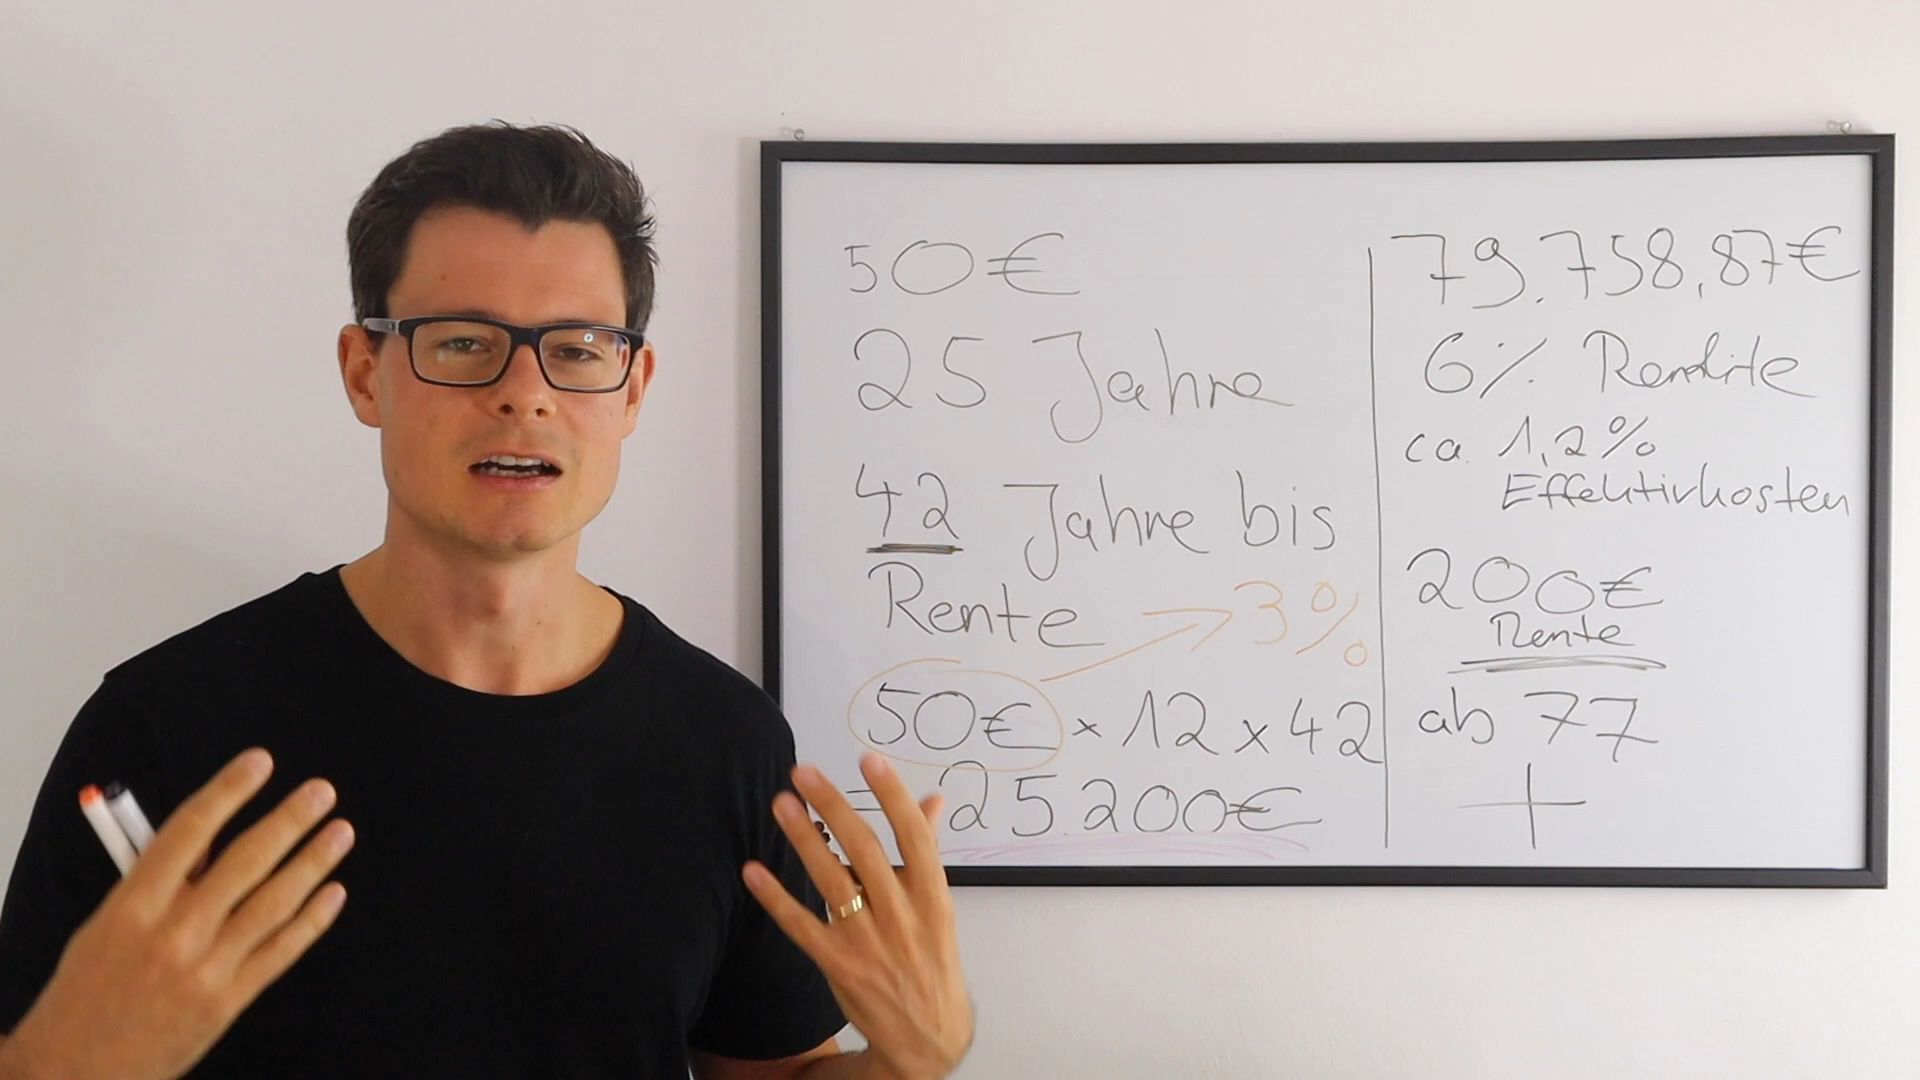 50€
25 Jahre
42 Jahre bis
Rente → 3%
50€ × 12 × 42
= 25.200€
79.758,87€
6% Rendite
ca. 1,2%
Effektivkosten
200€
Rente
ab 77
+